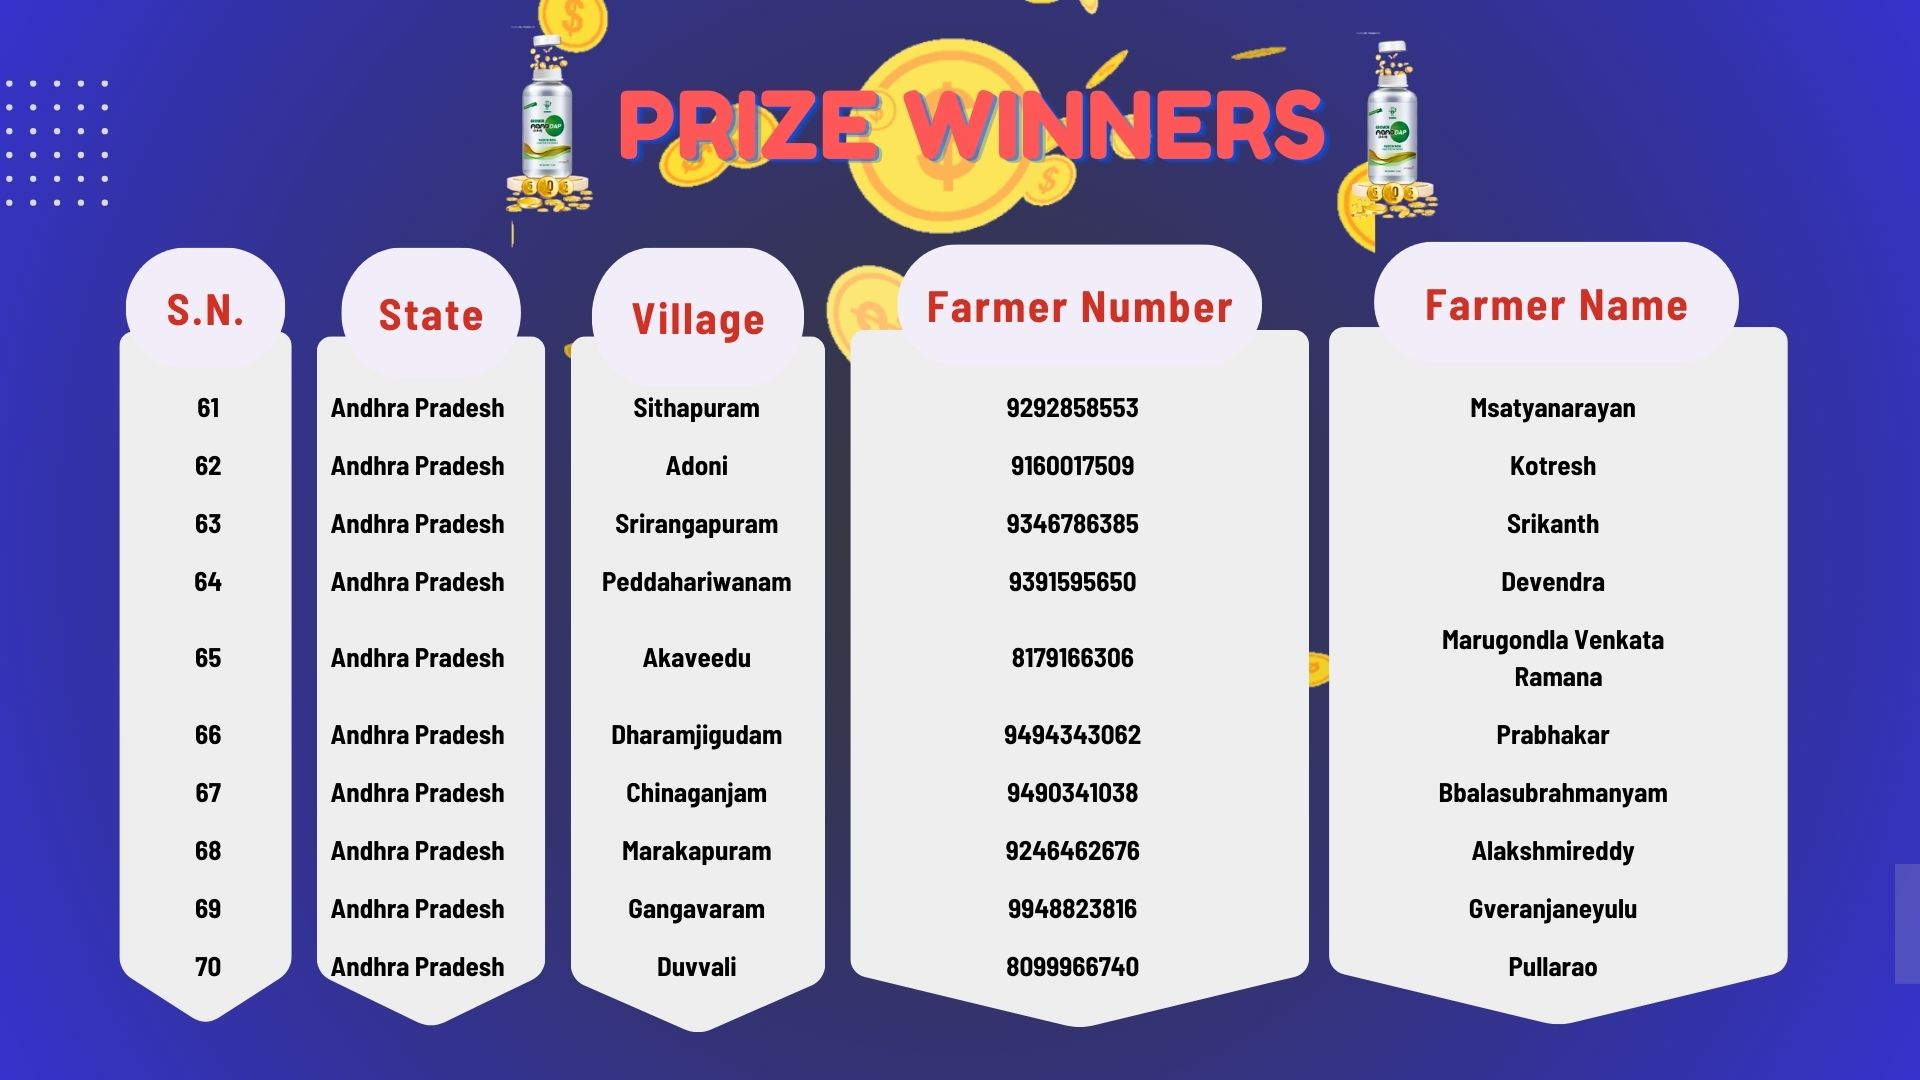 PRIZE WINNERS
S.N. State Village Farmer Number Farmer Name
61 Andhra Pradesh Sithapuram 9292858553 Msatyanarayan
62 Andhra Pradesh Adoni 9160017509 Kotresh
63 Andhra Pradesh Srirangapuram 9346786385 Srikanth
64 Andhra Pradesh Peddahariwanam 9391595650 Devendra
65 Andhra Pradesh Akaveedu 8179166306 Marugondla Venkata
Ramana
66 Andhra Pradesh Dharamjigudam 9494343062 Prabhakar
67 Andhra Pradesh Chinaganjam 9490341038 Bbalasubrahmanyam
68 Andhra Pradesh Marakapuram 9246462676 Alakshmireddy
69 Andhra Pradesh Gangavaram 9948823816 Gveranjaneyulu
70 Andhra Pradesh Duvvali 8099966740 Pullarao